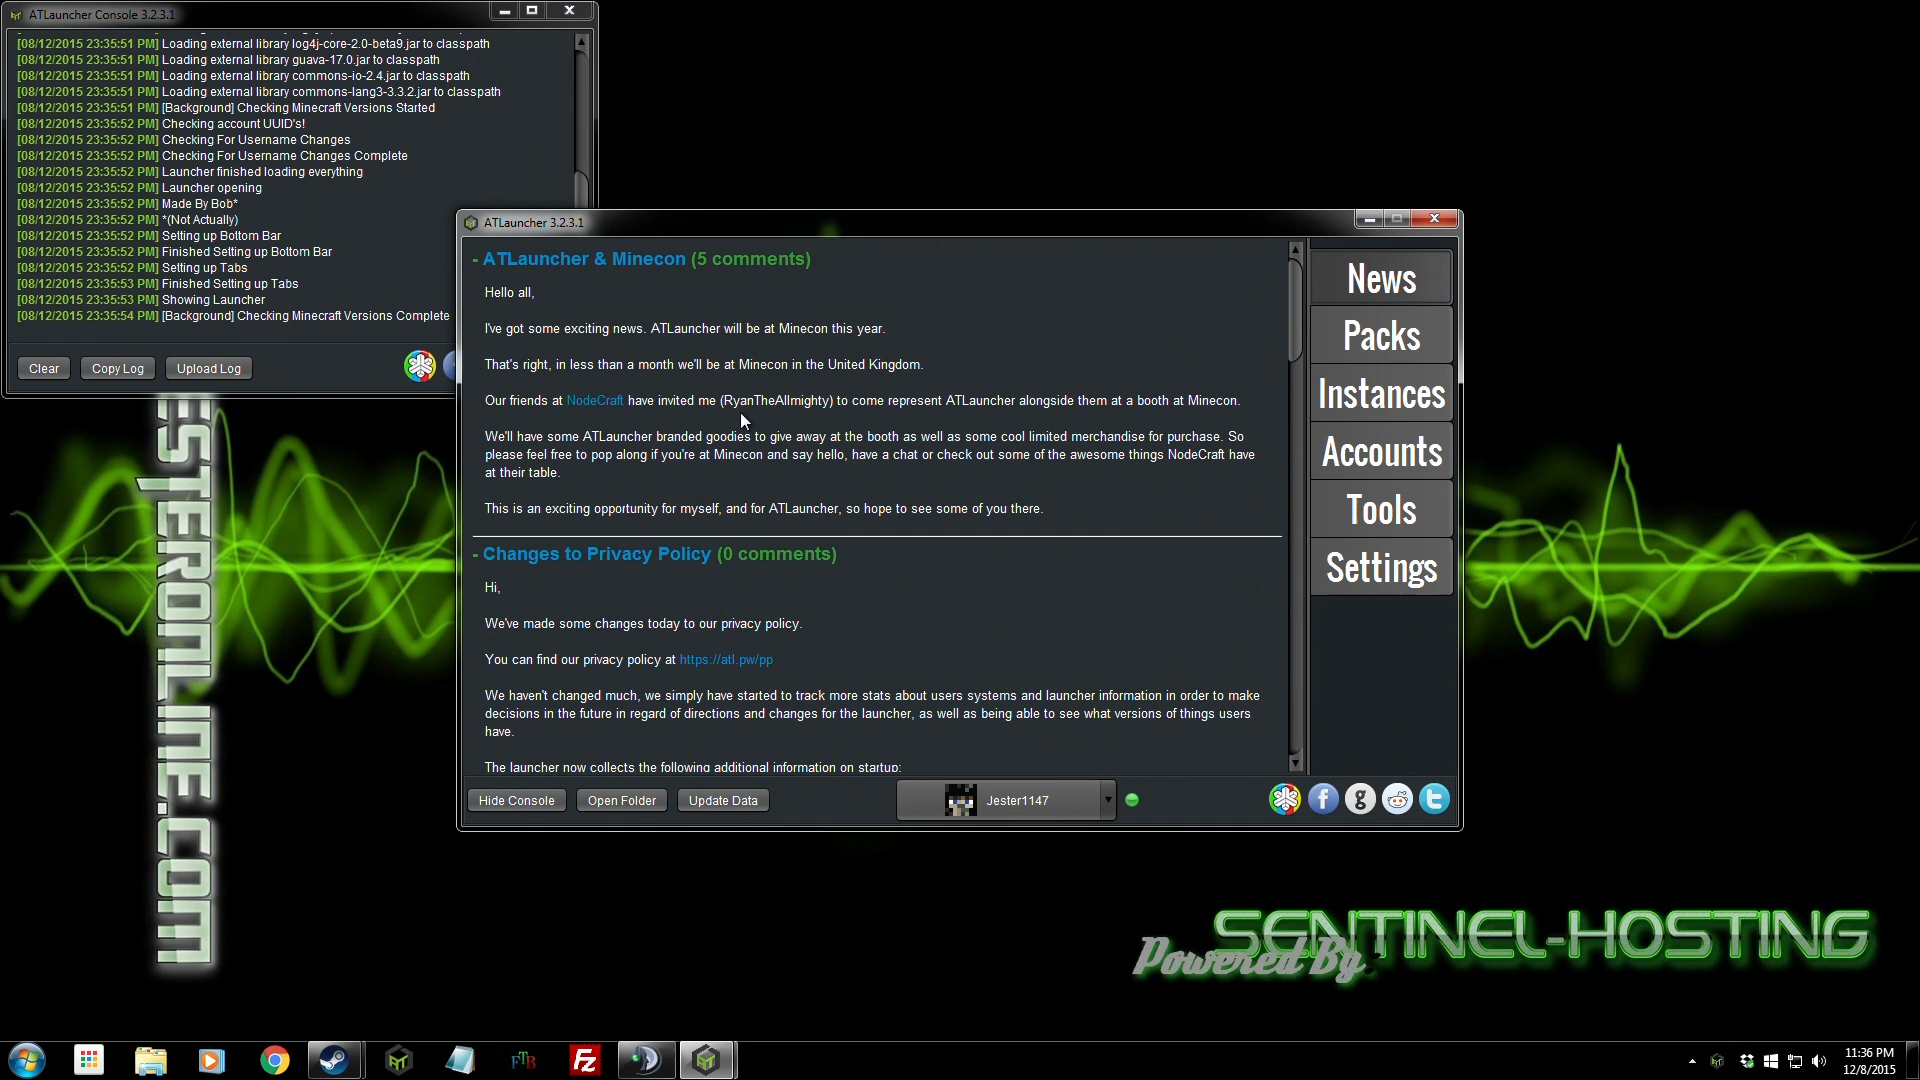 ATLauncher Console 3.2.3.1
[08/12/2015 23:35:51 PM] Loading external library log4j-core-2.0-beta9.jar to classpath
[08/12/2015 23:35:51 PM] Loading external library guava-17.0.jar to classpath
[08/12/2015 23:35:51 PM] Loading external library commons-io-2.4.jar to classpath
[08/12/2015 23:35:51 PM] Loading external library commons-lang3-3.3.2.jar to classpath
[08/12/2015 23:35:51 PM] [Background] Checking Minecraft Versions Started
[08/12/2015 23:35:52 PM] Checking account UUID's!
[08/12/2015 23:35:52 PM] Checking For Username Changes
[08/12/2015 23:35:52 PM] Checking For Username Changes Complete
[08/12/2015 23:35:52 PM] Launcher finished loading everything
[08/12/2015 23:35:52 PM] Launcher opening
[08/12/2015 23:35:52 PM] Made By Bob*
[08/12/2015 23:35:52 PM] *(Not Actually)
[08/12/2015 23:35:52 PM] Setting up Bottom Bar
[08/12/2015 23:35:52 PM] Finished Setting up Bottom Bar
[08/12/2015 23:35:52 PM] Setting up Tabs
[08/12/2015 23:35:53 PM] Finished Setting up Tabs
[08/12/2015 23:35:53 PM] Showing Launcher
[08/12/2015 23:35:54 PM] [Background] Checking Minecraft Versions Complete
Clear
Copy Log
Upload Log
ATLauncher 3.2.3.1
- ATLauncher & Minecon (5 comments)
Hello all,
I've got some exciting news. ATLauncher will be at Minecon this year.
That's right, in less than a month we'll be at Minecon in the United Kingdom.
Our friends at NodeCraft have invited me (RyanTheAllmighty) to come represent ATLauncher alongside them at a booth at Minecon.
We'll have some ATLauncher branded goodies to give away at the booth as well as some cool limited merchandise for purchase. So
please feel free to pop along if you're at Minecon and say hello, have a chat or check out some of the awesome things NodeCraft have
at their table.
This is an exciting opportunity for myself, and for ATLauncher, so hope to see some of you there.
- Changes to Privacy Policy (0 comments)
Hi,
We've made some changes today to our privacy policy.
You can find our privacy policy at https://atl.pw/pp
We haven't changed much, we simply have started to track more stats about users systems and launcher information in order to make
decisions in the future in regard of directions and changes for the launcher, as well as being able to see what versions of things users
have.
The launcher now collects the following additional information on startup:
News
Packs
Instances
Accounts
Tools
Settings
Hide Console
Open Folder
Update Data
Jester1147
f
g
t
ESTERONLINE.COM
SENTINEL-HOSTING
Powered By
FTB
Fz
11:36 PM
12/8/2015